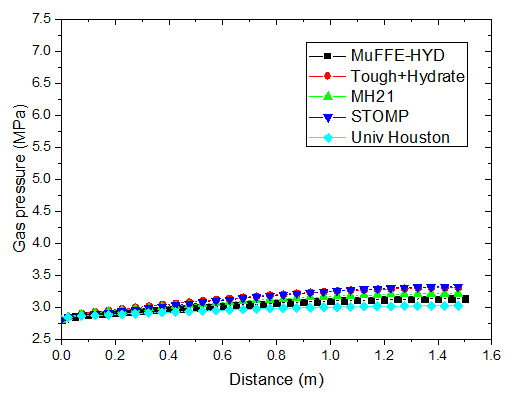 7.5
7.0
6.5
6.0
5.5
5.0
4.5
4.0
3.5
3.0
2.5
Gas pressure (MPa)
MuFFE-HYD
Tough+Hydrate
MH21
STOMP
Univ Houston
0.0 0.2 0.4 0.6 0.8 1.0 1.2 1.4 1.6
Distance (m)